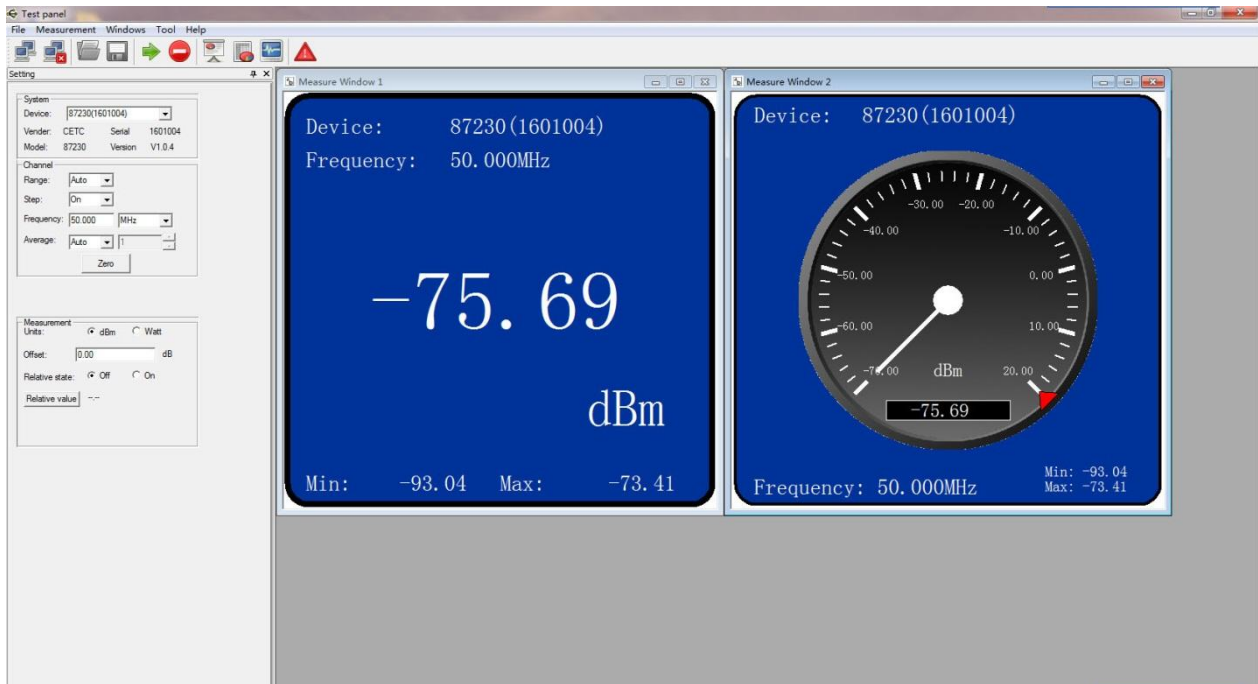 Test panel
File Measurement Windows Tool Help
Setting
System
Device: 87230(1601004)
Vender: CETC Serial 1601004
Model: 87230 Version V1.0.4
Channel
Range: Auto
Step: On
Frequency: 50.000 MHz
Average: Auto 1
Zero
Measurement
Units: dBm Watt
Offset: 0.00 dB
Relative state: Off On
Relative value -.--
Measure Window 1
Device: 87230(1601004)
Frequency: 50.000MHz
-75.69
dBm
Min: -93.04 Max: -73.41
Measure Window 2
Device: 87230(1601004)
-30.00 -20.00
-40.00 -10.00
-50.00 0.00
-60.00 10.00
-70.00 dBm 20.00
-75.69
Min: -93.04
Frequency: 50.000MHz Max: -73.41